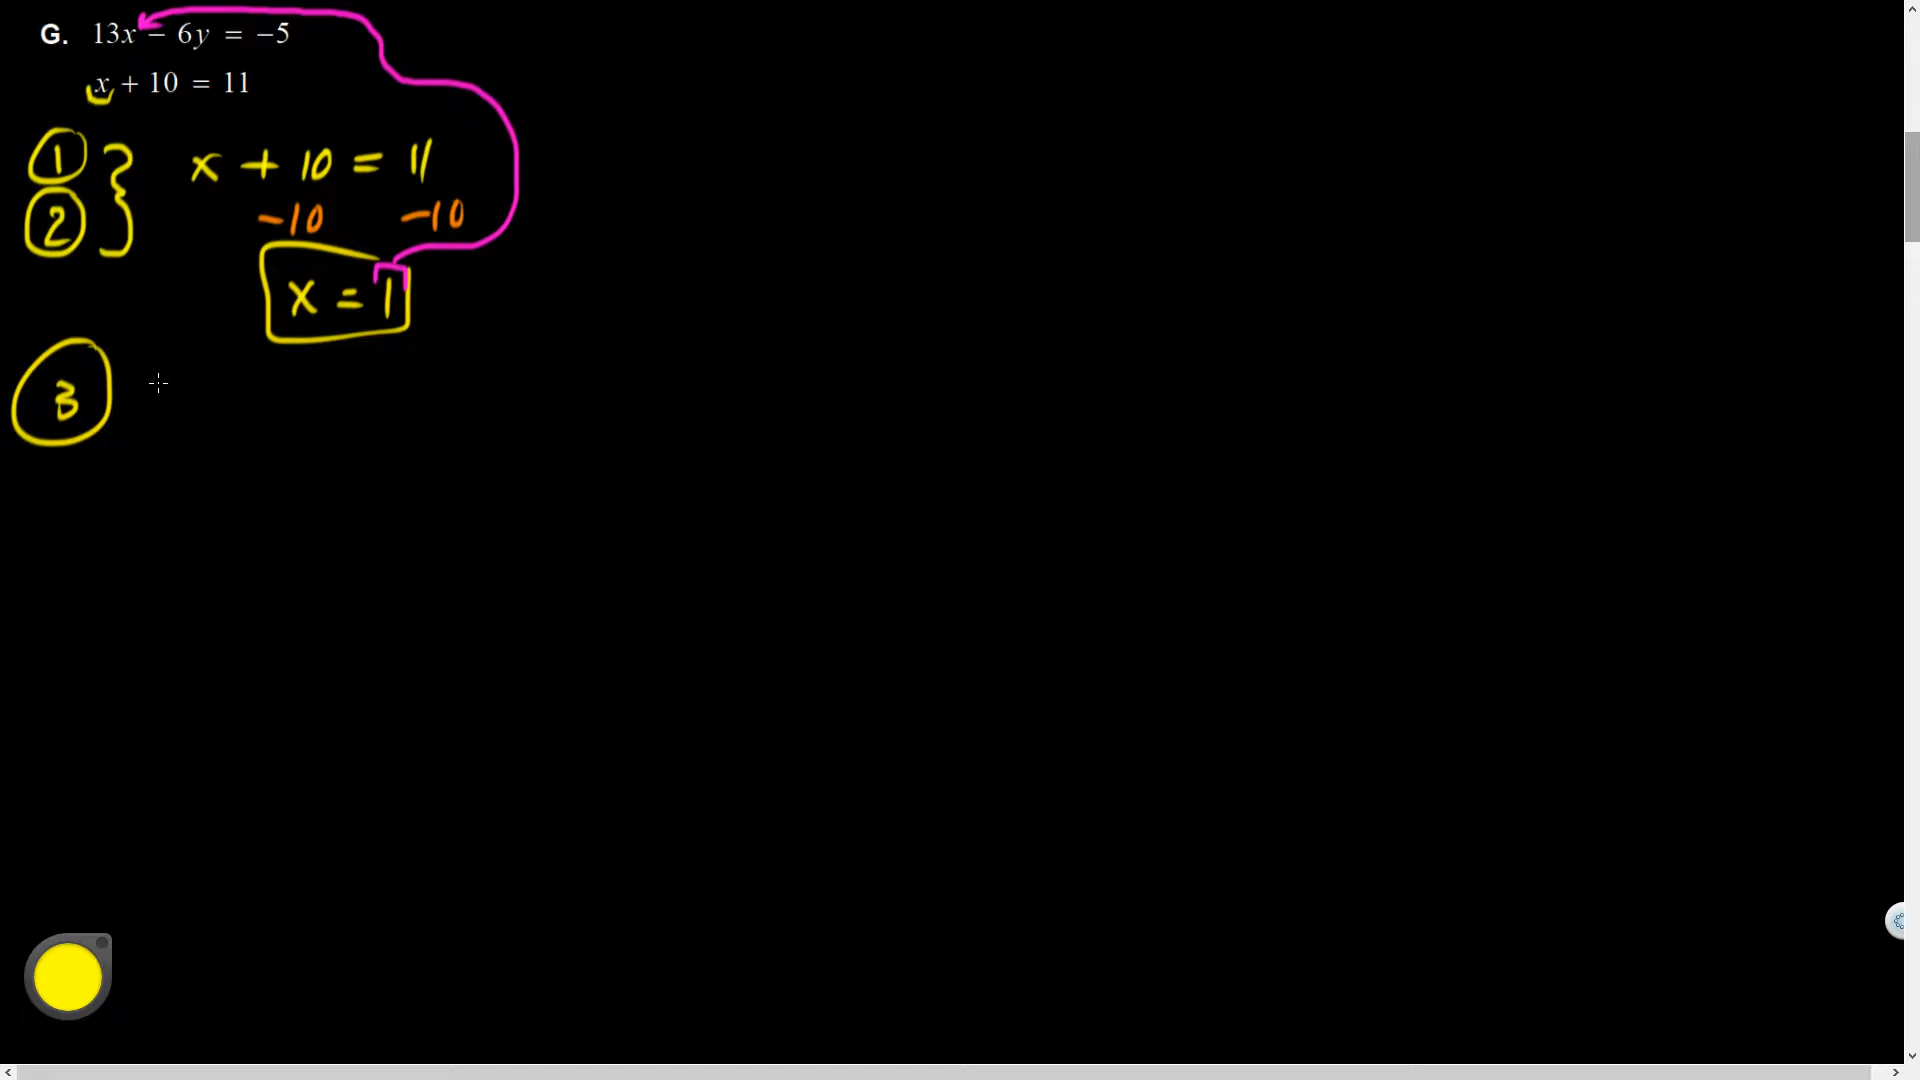 G. 13x − 6y = −5
x + 10 = 11
1
2 } x + 10 = 11
−10 −10
x = 1
3